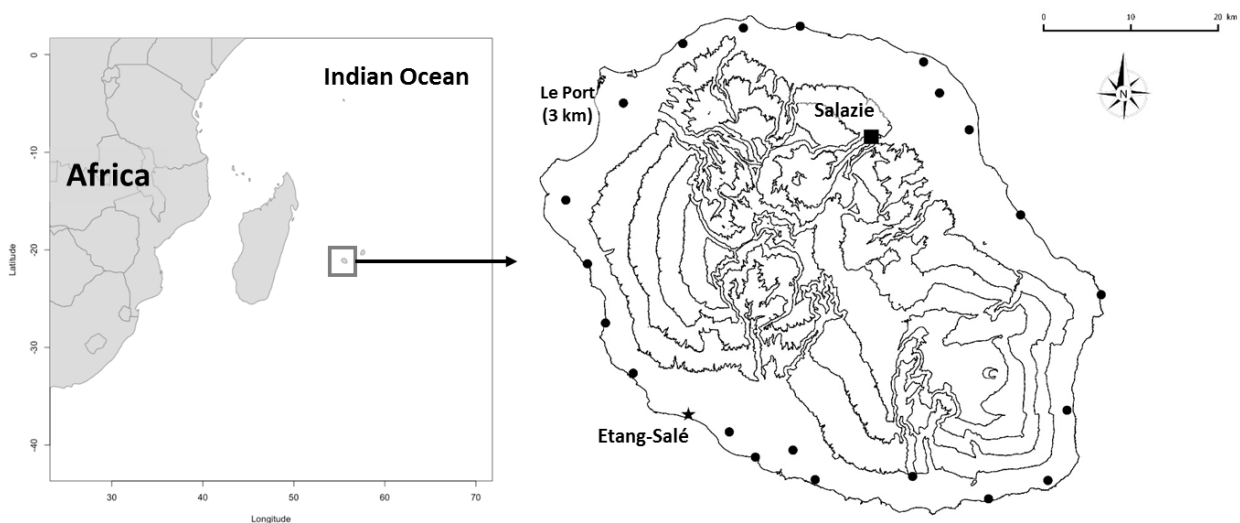 Indian Ocean
Africa
0
-10
-20
-30
-40
Latitude
30
40
50
60
70
Longitude
0
10
20 km
N
Le Port
(3 km)
Salazie
Etang-Salé